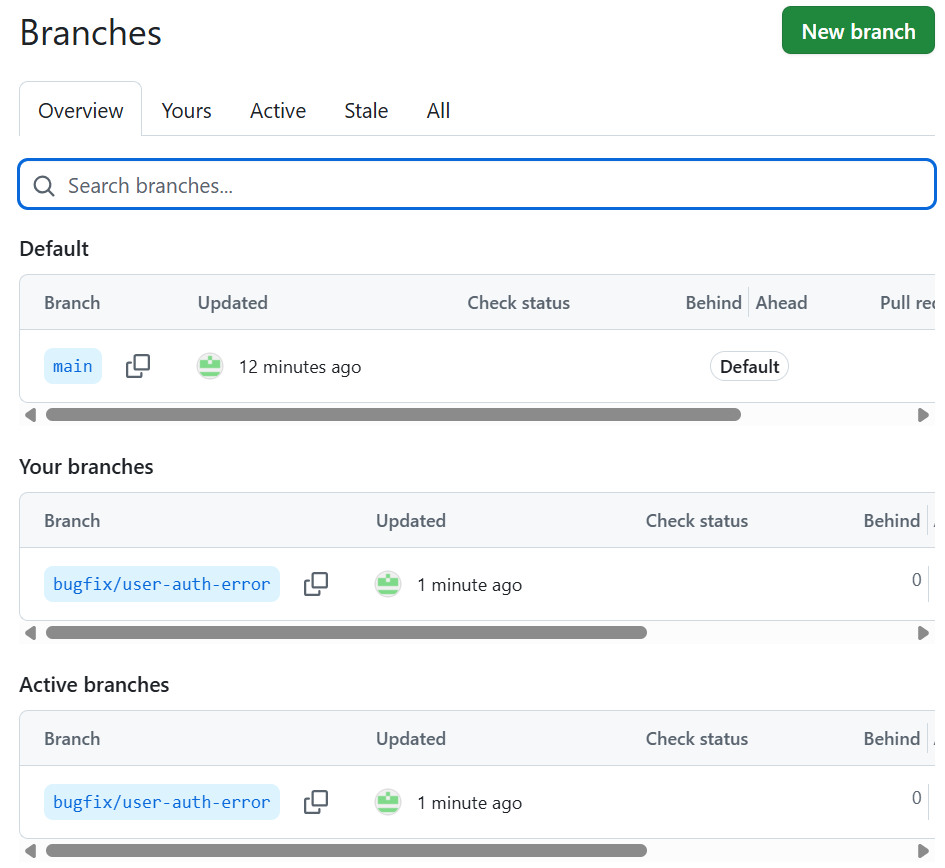 Branches
New branch
Overview Yours Active Stale All
Search branches...
Default
Branch Updated Check status Behind Ahead Pull
main 12 minutes ago Default
Your branches
Branch Updated Check status Behind
bugfix/user-auth-error 1 minute ago 0
Active branches
Branch Updated Check status Behind
bugfix/user-auth-error 1 minute ago 0